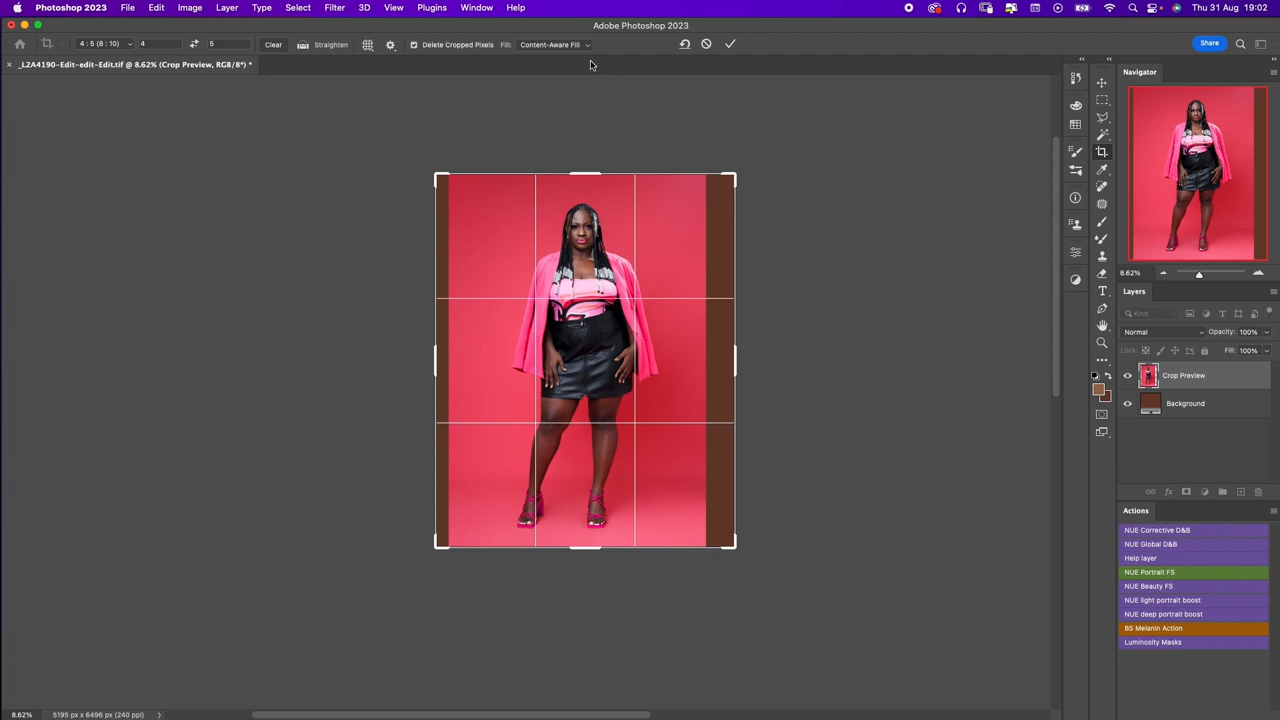 Photoshop 2023 File Edit Image Layer Type Select Filter 3D View Plugins Window Help Thu 31 Aug 19:02
Adobe Photoshop 2023
4 : 5 (8 : 10) 4 5 Clear Straighten Delete Cropped Pixels Fill: Content-Aware Fill Share
_L2A4190-Edit-edit-Edit.tif @ 8.62% (Crop Preview, RGB/8*) *
Navigator
8.62%
Layers
Kind
Normal Opacity: 100%
Lock: Fill: 100%
Crop Preview
Background
Actions
NUE Corrective D&B
NUE Global D&B
Help layer
NUE Portrait FS
NUE Beauty FS
NUE light portrait boost
NUE deep portrait boost
BS Melanin Action
Luminosity Masks
8.62% 5195 px x 6496 px (240 ppi)